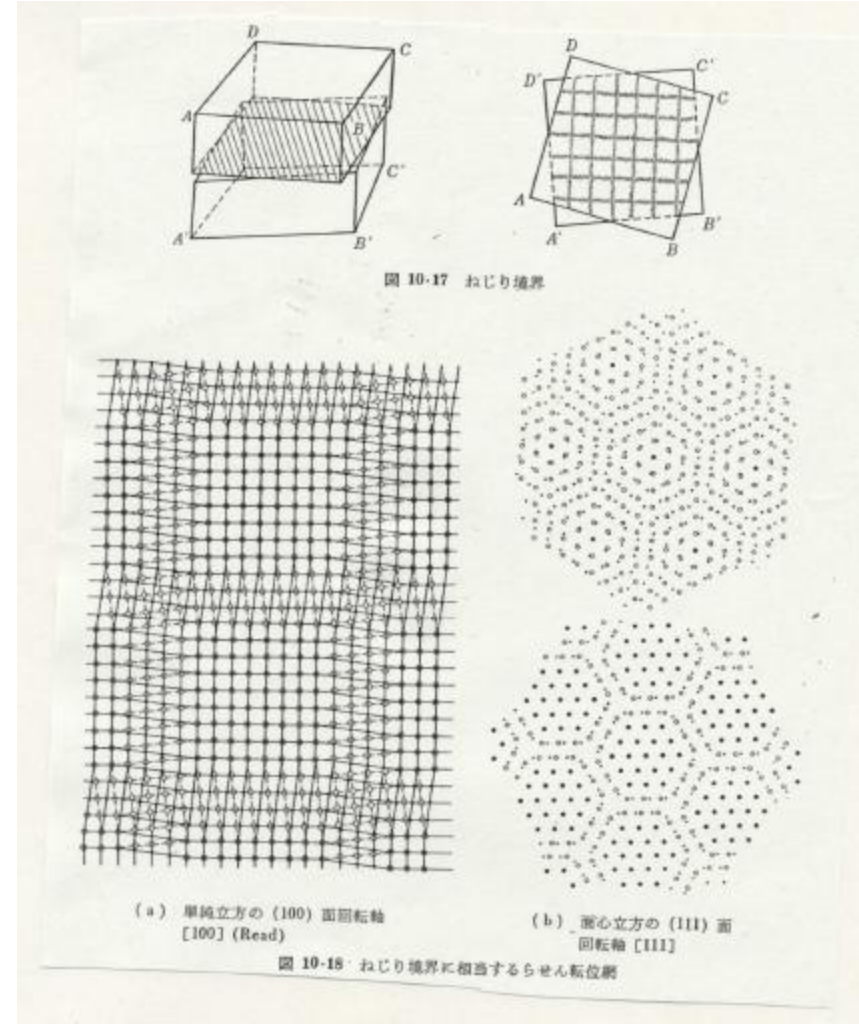 D
C
A
B
C'
A'
B'
D
C'
D'
C
A
B'
A'
B
図 10・17 ねじり境界
(a) 単純立方の (100) 面回転軸
[100] (Read)
(b) 面心立方の (111) 面
回転軸 [111]
図 10・18 ねじり境界に相当するらせん転位網